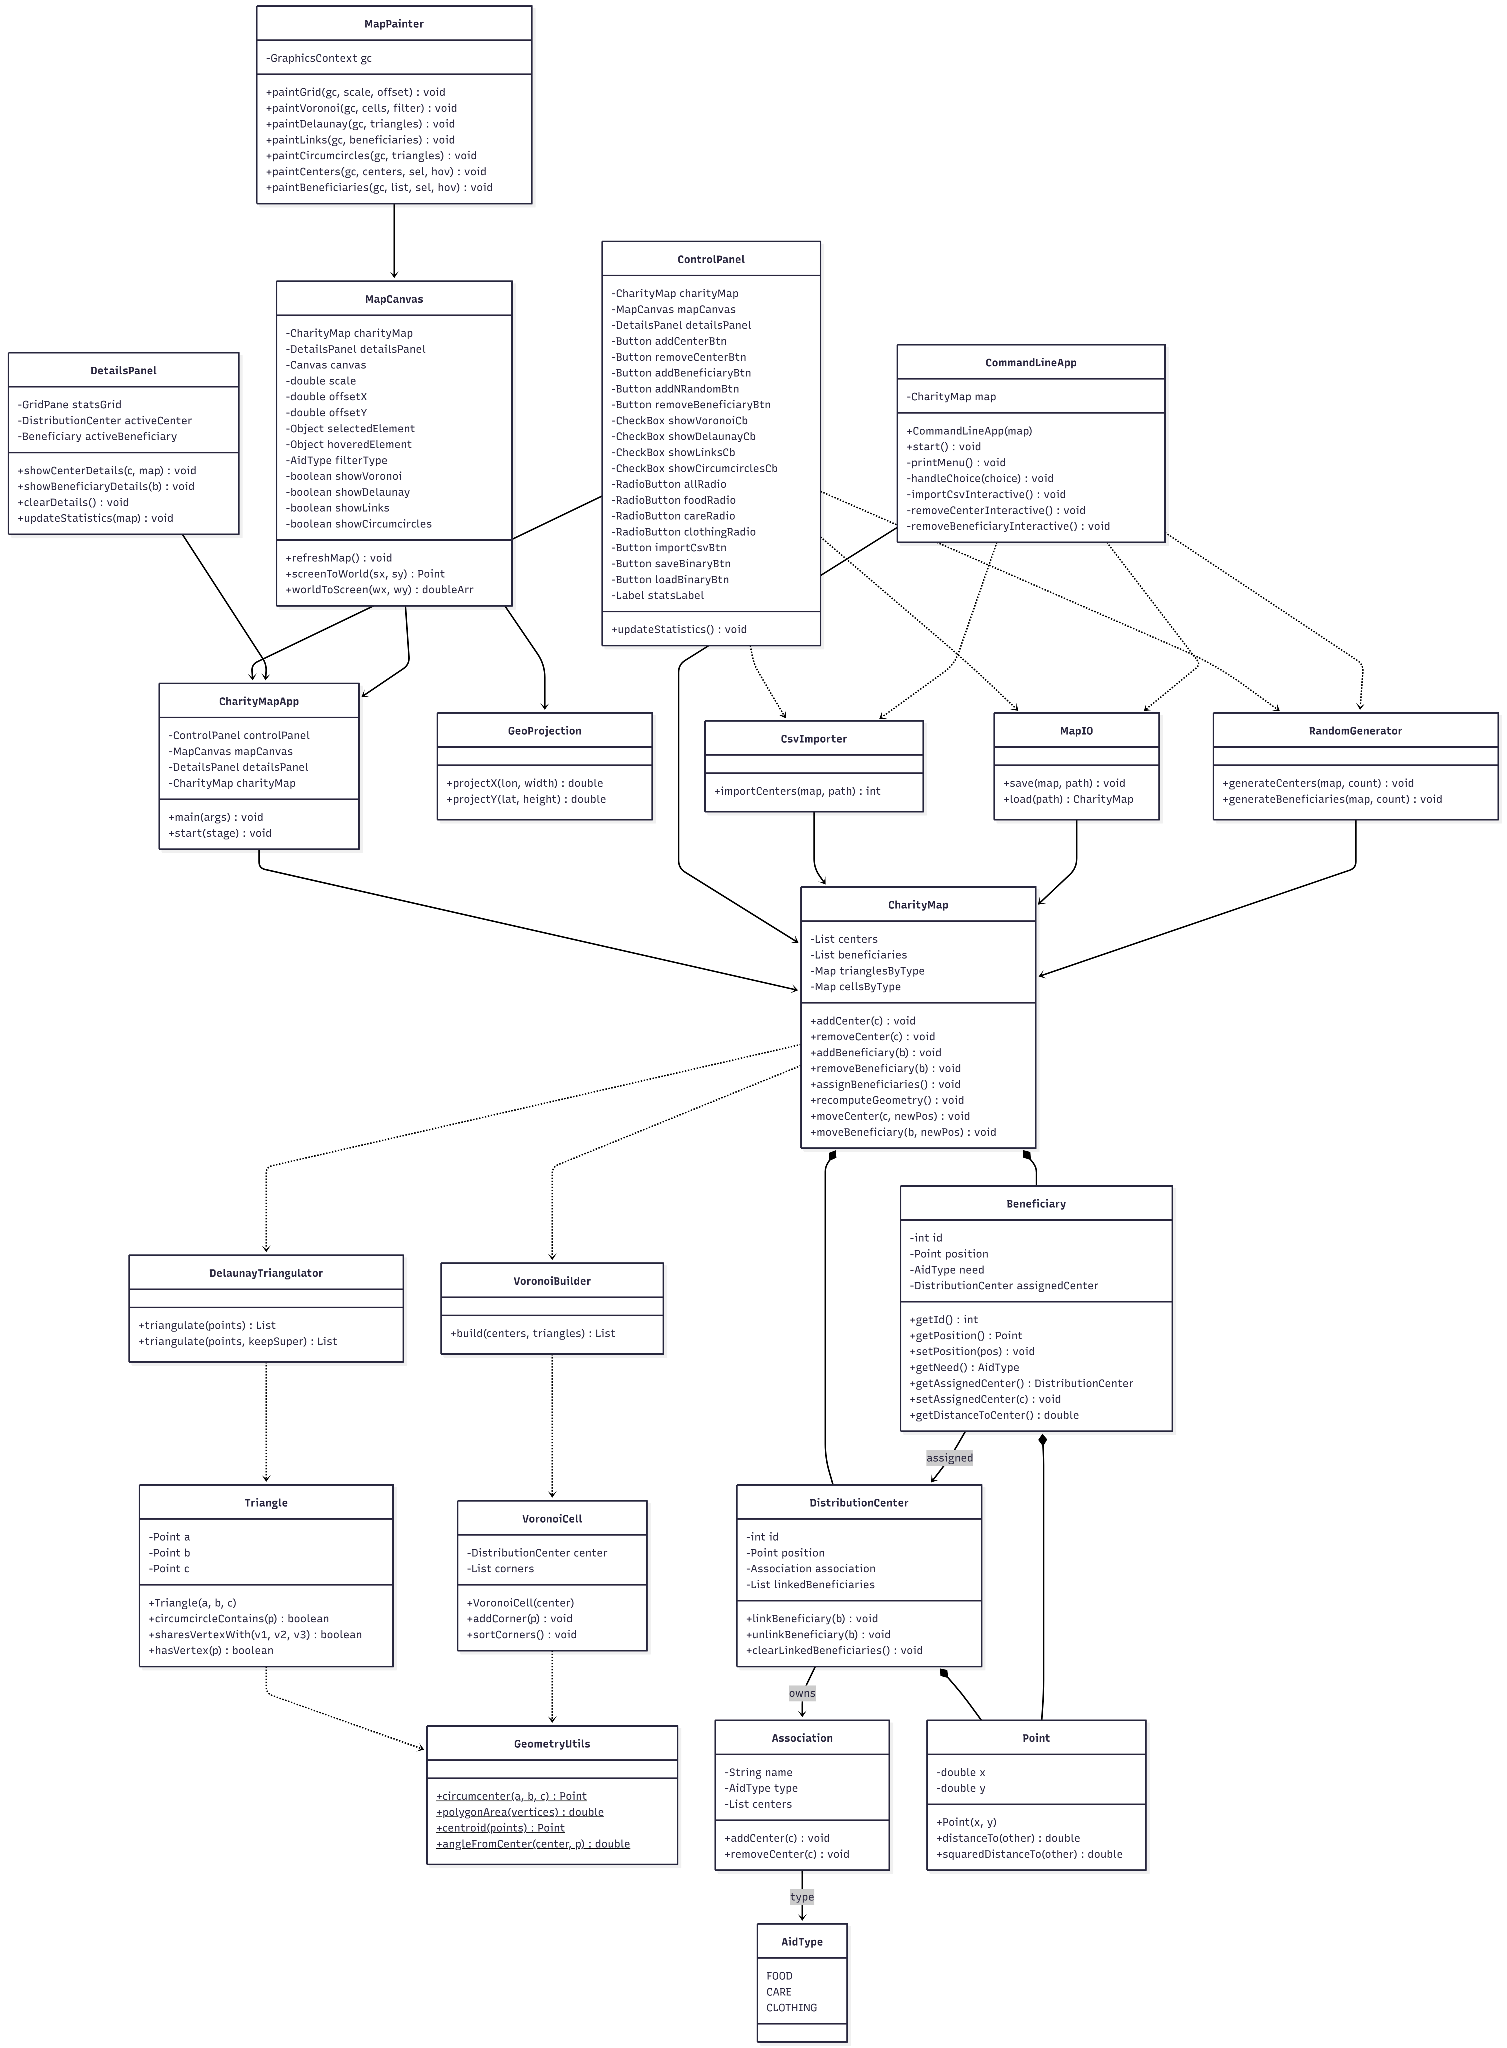 MapPainter
-GraphicsContext gc
+paintGrid(gc, scale, offset) : void
+paintVoronoi(gc, cells, filter) : void
+paintDelaunay(gc, triangles) : void
+paintLinks(gc, beneficiaries) : void
+paintCircumcircles(gc, triangles) : void
+paintCenters(gc, centers, sel, hov) : void
+paintBeneficiaries(gc, list, sel, hov) : void
DetailsPanel
-GridPane statsGrid
-DistributionCenter activeCenter
-Beneficiary activeBeneficiary
+showCenterDetails(c, map) : void
+showBeneficiaryDetails(b) : void
+clearDetails() : void
+updateStatistics(map) : void
MapCanvas
-CharityMap charityMap
-DetailsPanel detailsPanel
-Canvas canvas
-double scale
-double offsetX
-double offsetY
-Object selectedElement
-Object hoveredElement
-AidType filterType
-boolean showVoronoi
-boolean showDelaunay
-boolean showLinks
-boolean showCircumcircles
+refreshMap() : void
+screenToWorld(sx, sy) : Point
+worldToScreen(wx, wy) : doubleArr
ControlPanel
-CharityMap charityMap
-MapCanvas mapCanvas
-DetailsPanel detailsPanel
-Button addCenterBtn
-Button removeCenterBtn
-Button addBeneficiaryBtn
-Button addNRandomBtn
-Button removeBeneficiaryBtn
-CheckBox showVoronoiCb
-CheckBox showDelaunayCb
-CheckBox showLinksCb
-CheckBox showCircumcirclesCb
-RadioButton allRadio
-RadioButton foodRadio
-RadioButton careRadio
-RadioButton clothingRadio
-Button importCsvBtn
-Button saveBinaryBtn
-Button loadBinaryBtn
-Label statsLabel
+updateStatistics() : void
CommandLineApp
-CharityMap map
+CommandLineApp(map)
+start() : void
-printMenu() : void
-handleChoice(choice) : void
-importCsvInteractive() : void
-removeCenterInteractive() : void
-removeBeneficiaryInteractive() : void
CharityMapApp
-ControlPanel controlPanel
-MapCanvas mapCanvas
-DetailsPanel detailsPanel
-CharityMap charityMap
+main(args) : void
+start(stage) : void
GeoProjection
+projectX(lon, width) : double
+projectY(lat, height) : double
CsvImporter
+importCenters(map, path) : int
MapIO
+save(map, path) : void
+load(path) : CharityMap
RandomGenerator
+generateCenters(map, count) : void
+generateBeneficiaries(map, count) : void
CharityMap
-List centers
-List beneficiaries
-Map trianglesByType
-Map cellsByType
+addCenter(c) : void
+removeCenter(c) : void
+addBeneficiary(b) : void
+removeBeneficiary(b) : void
+assignBeneficiaries() : void
+recomputeGeometry() : void
+moveCenter(c, newPos) : void
+moveBeneficiary(b, newPos) : void
DelaunayTriangulator
+triangulate(points) : List
+triangulate(points, keepSuper) : List
VoronoiBuilder
+build(centers, triangles) : List
Beneficiary
-int id
-Point position
-AidType need
-DistributionCenter assignedCenter
+getId() : int
+getPosition() : Point
+setPosition(pos) : void
+getNeed() : AidType
+getAssignedCenter() : DistributionCenter
+setAssignedCenter(c) : void
+getDistanceToCenter() : double
assigned
Triangle
-Point a
-Point b
-Point c
+Triangle(a, b, c)
+circumcircleContains(p) : boolean
+sharesVertexWith(v1, v2, v3) : boolean
+hasVertex(p) : boolean
VoronoiCell
-DistributionCenter center
-List corners
+VoronoiCell(center)
+addCorner(p) : void
+sortCorners() : void
DistributionCenter
-int id
-Point position
-Association association
-List linkedBeneficiaries
+linkBeneficiary(b) : void
+unlinkBeneficiary(b) : void
+clearLinkedBeneficiaries() : void
owns
GeometryUtils
+circumcenter(a, b, c) : Point
+polygonArea(vertices) : double
+centroid(points) : Point
+angleFromCenter(center, p) : double
Association
-String name
-AidType type
-List centers
+addCenter(c) : void
+removeCenter(c) : void
Point
-double x
-double y
+Point(x, y)
+distanceTo(other) : double
+squaredDistanceTo(other) : double
type
AidType
FOOD
CARE
CLOTHING